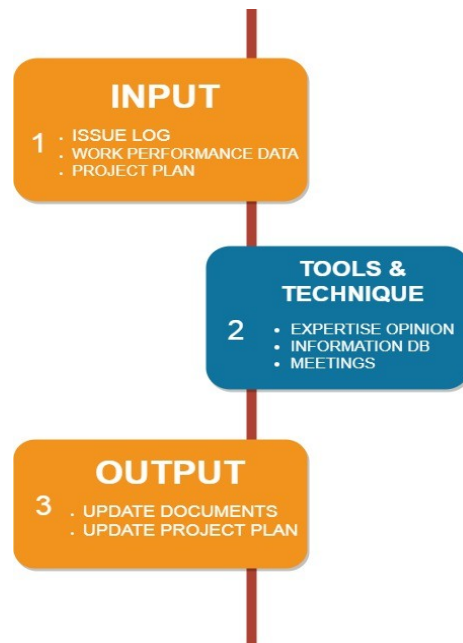 INPUT
1
. ISSUE LOG
. WORK PERFORMANCE DATA
. PROJECT PLAN
TOOLS &
TECHNIQUE
2
• EXPERTISE OPINION
• INFORMATION DB
• MEETINGS
OUTPUT
3
. UPDATE DOCUMENTS
. UPDATE PROJECT PLAN